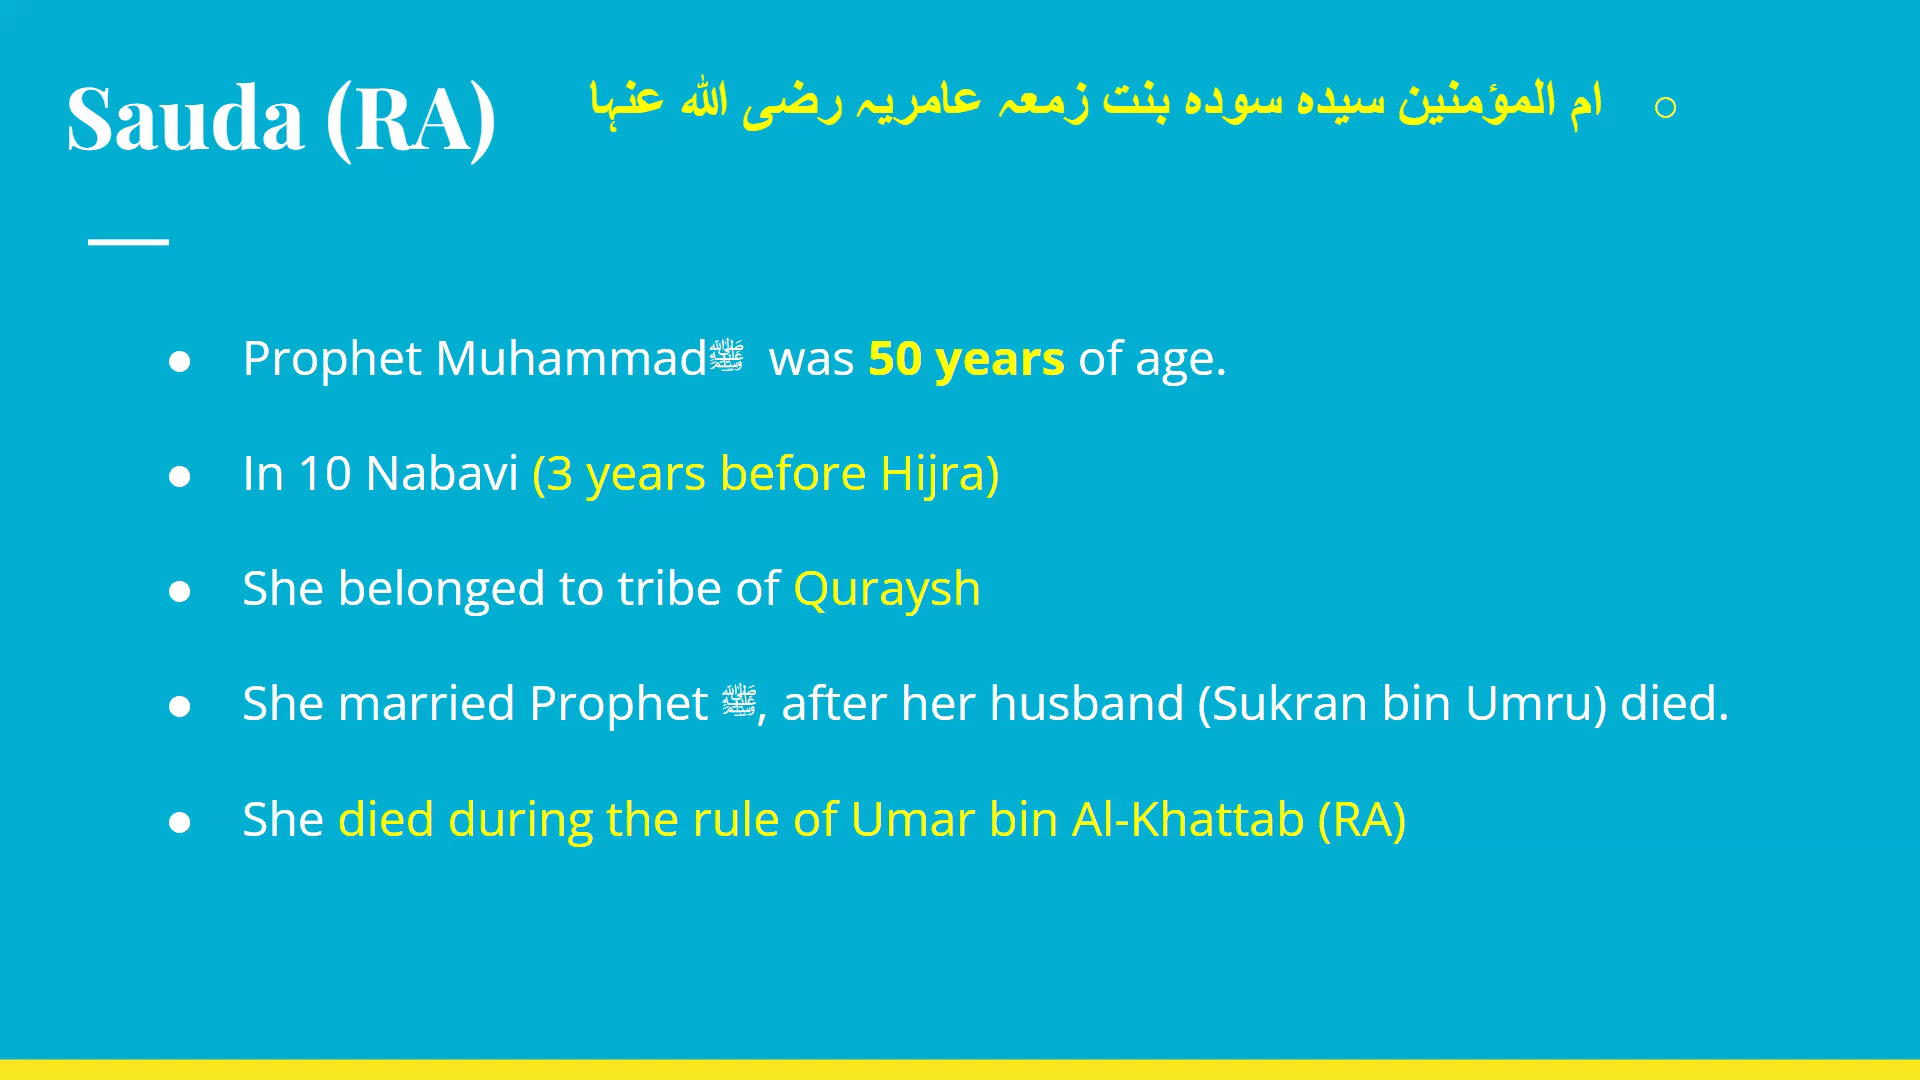 Sauda (RA)
ام المؤمنین سیدہ سودہ بنت زمعہ عامریہ رضی اللہ عنہا
Prophet Muhammadﷺ was 50 years of age.
In 10 Nabavi (3 years before Hijra)
She belonged to tribe of Quraysh
She married Prophet ﷺ, after her husband (Sukran bin Umru) died.
She died during the rule of Umar bin Al-Khattab (RA)